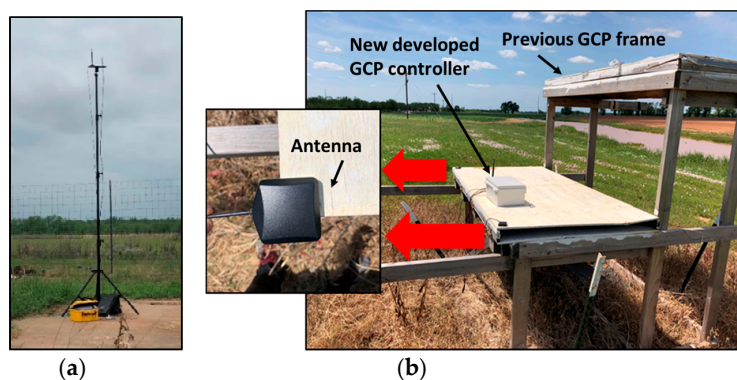 New developed
GCP controller
Previous GCP frame
Antenna
(a)
(b)